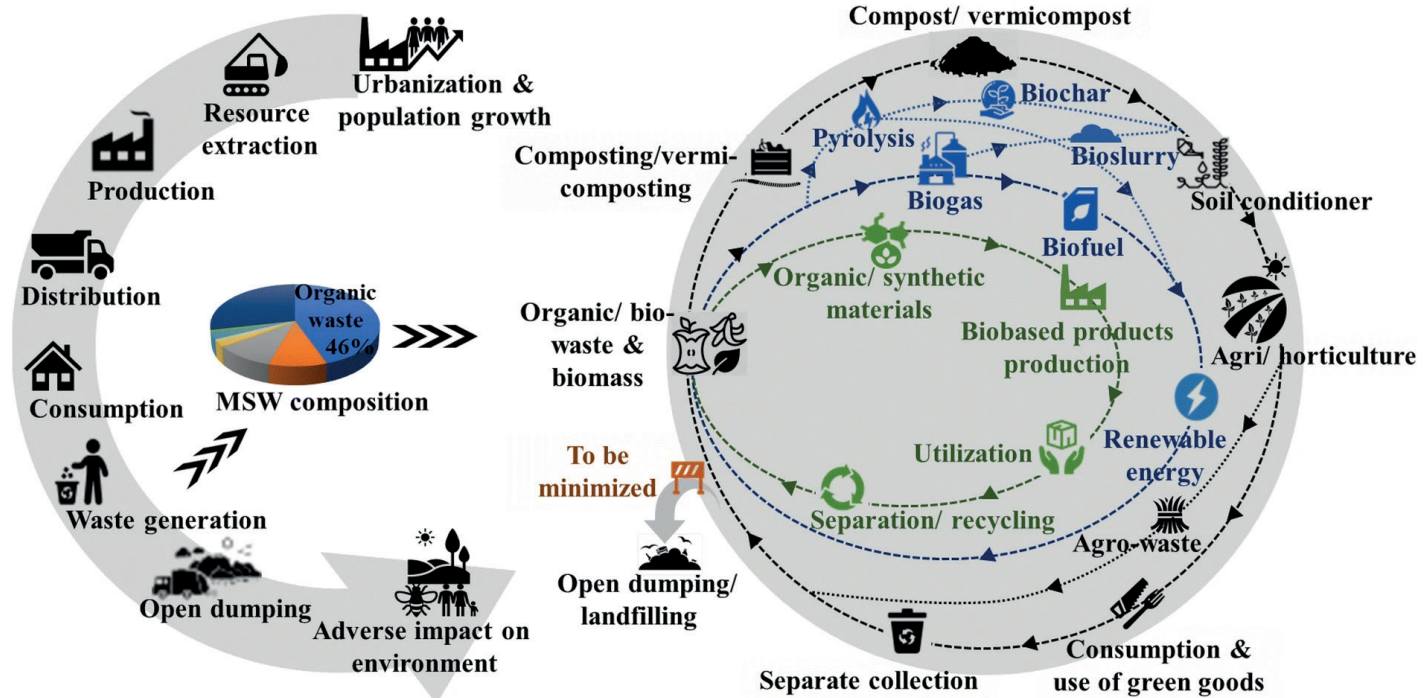 Urbanization &
population growth
Resource
extraction
Production
Distribution
Consumption
Waste generation
Open dumping
Adverse impact on
environment
Organic
waste
46%
MSW composition
Organic/ bio-
waste &
biomass
To be
minimized
Open dumping/
landfilling
Compost/ vermicompost
Composting/vermi-
composting
Pyrolysis
Biochar
Bioslurry
Biogas
Biofuel
Soil conditioner
Organic/ synthetic
materials
Biobased products
production
Agri/ horticulture
Utilization
Renewable
energy
Separation/ recycling
Agro-waste
Consumption &
use of green goods
Separate collection